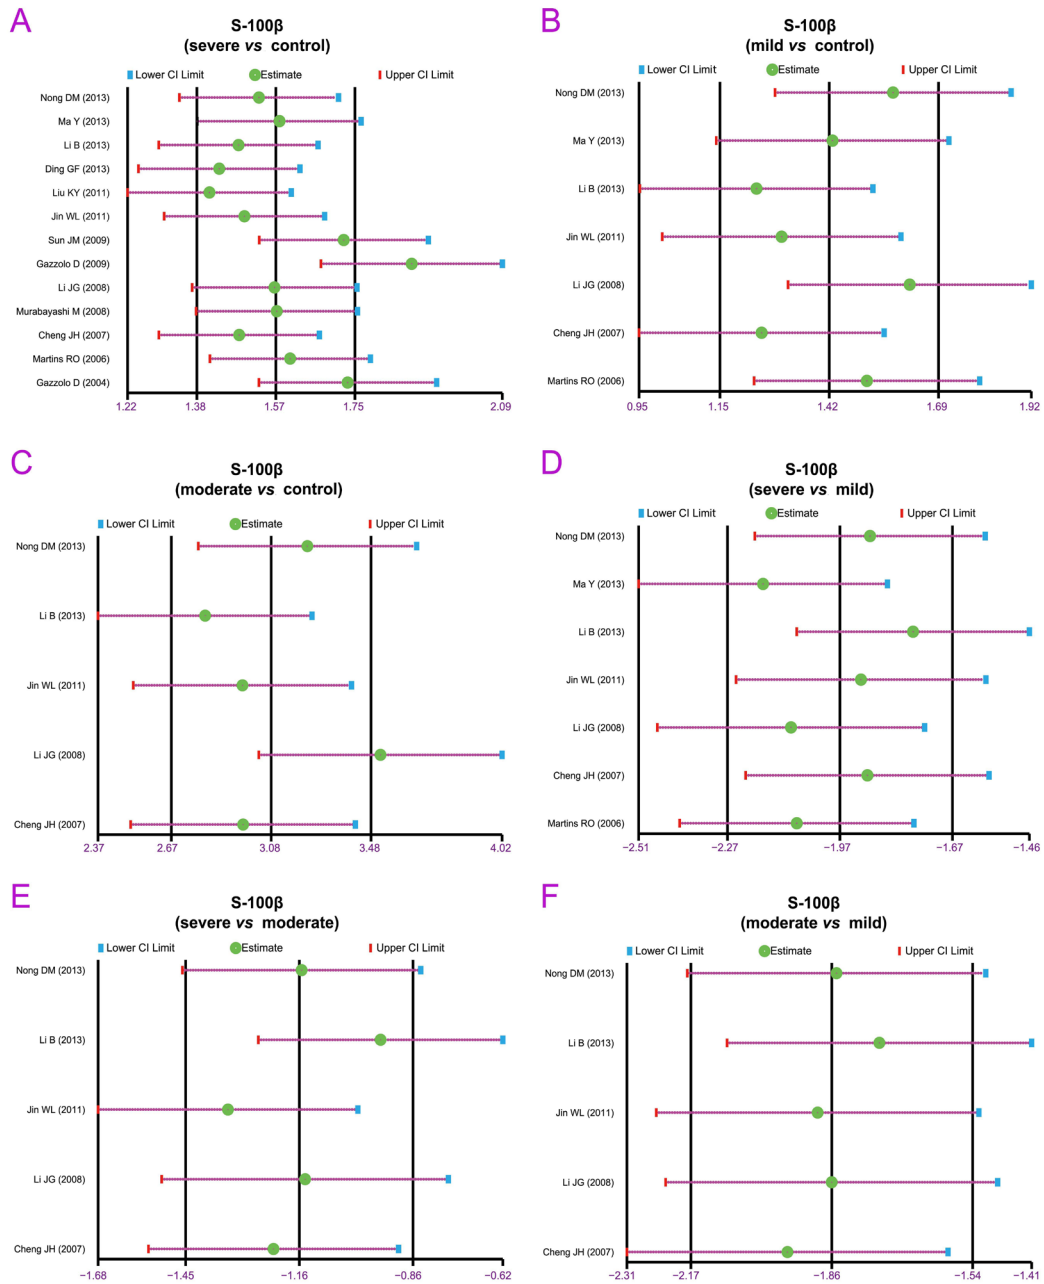 A
S-100β
(severe vs control)
Lower CI Limit Estimate Upper CI Limit
Nong DM (2013)
Ma Y (2013)
Li B (2013)
Ding GF (2013)
Liu KY (2011)
Jin WL (2011)
Sun JM (2009)
Gazzolo D (2009)
Li JG (2008)
Murabayashi M (2008)
Cheng JH (2007)
Martins RO (2006)
Gazzolo D (2004)
1.22 1.38 1.57 1.75 2.09
B
S-100β
(mild vs control)
Lower CI Limit Estimate Upper CI Limit
Nong DM (2013)
Ma Y (2013)
Li B (2013)
Jin WL (2011)
Li JG (2008)
Cheng JH (2007)
Martins RO (2006)
0.95 1.15 1.42 1.69 1.92
C
S-100β
(moderate vs control)
Lower CI Limit Estimate Upper CI Limit
Nong DM (2013)
Li B (2013)
Jin WL (2011)
Li JG (2008)
Cheng JH (2007)
2.37 2.67 3.08 3.48 4.02
D
S-100β
(severe vs mild)
Lower CI Limit Estimate Upper CI Limit
Nong DM (2013)
Ma Y (2013)
Li B (2013)
Jin WL (2011)
Li JG (2008)
Cheng JH (2007)
Martins RO (2006)
−2.51 −2.27 −1.97 −1.67 −1.46
E
S-100β
(severe vs moderate)
Lower CI Limit Estimate Upper CI Limit
Nong DM (2013)
Li B (2013)
Jin WL (2011)
Li JG (2008)
Cheng JH (2007)
−1.68 −1.45 −1.16 −0.86 −0.62
F
S-100β
(moderate vs mild)
Lower CI Limit Estimate Upper CI Limit
Nong DM (2013)
Li B (2013)
Jin WL (2011)
Li JG (2008)
Cheng JH (2007)
−2.31 −2.17 −1.86 −1.54 −1.41